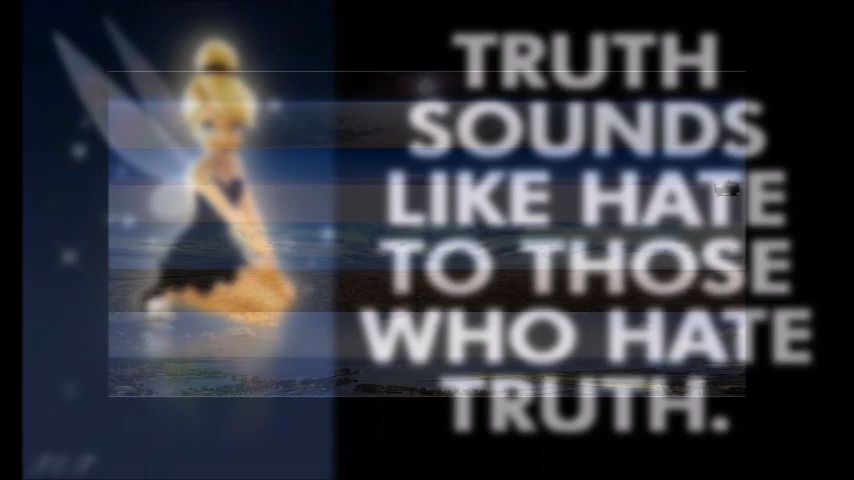 TRUTH
SOUNDS
LIKE HATE
TO THOSE
WHO HATE
TRUTH.